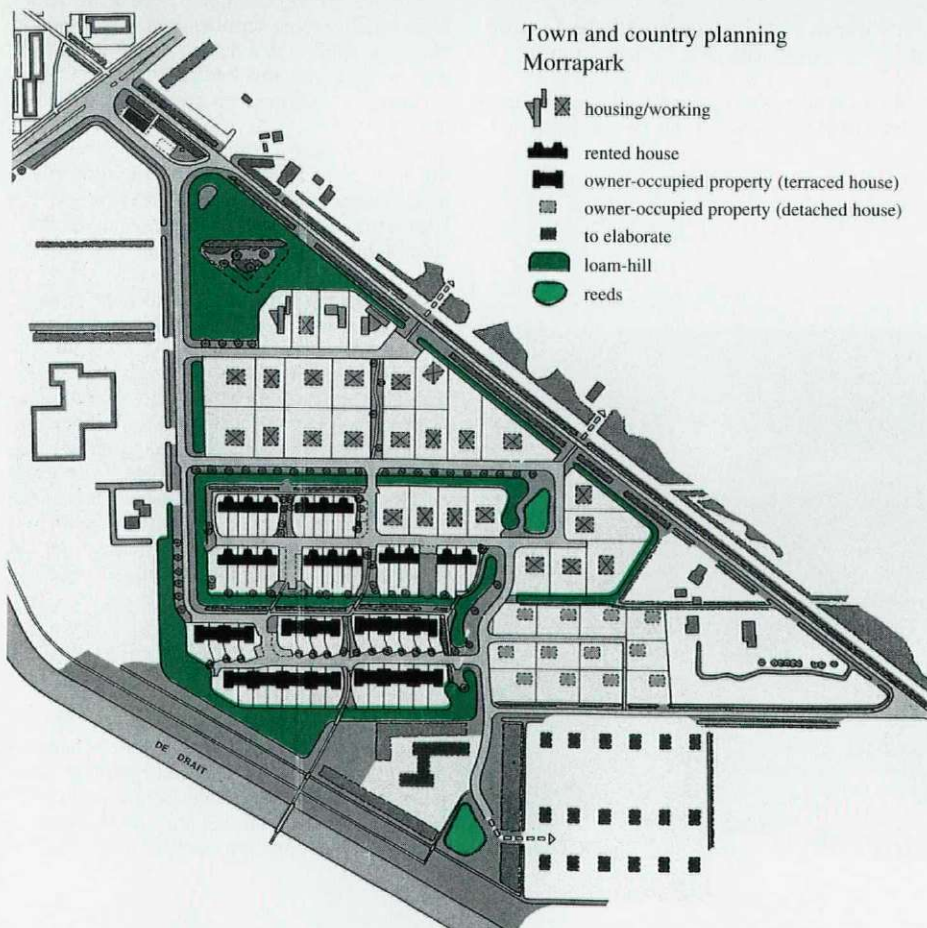 Town and country planning
Morrapark
housing/working
rented house
owner-occupied property (terraced house)
owner-occupied property (detached house)
to elaborate
loam-hill
reeds
DE DRAIT